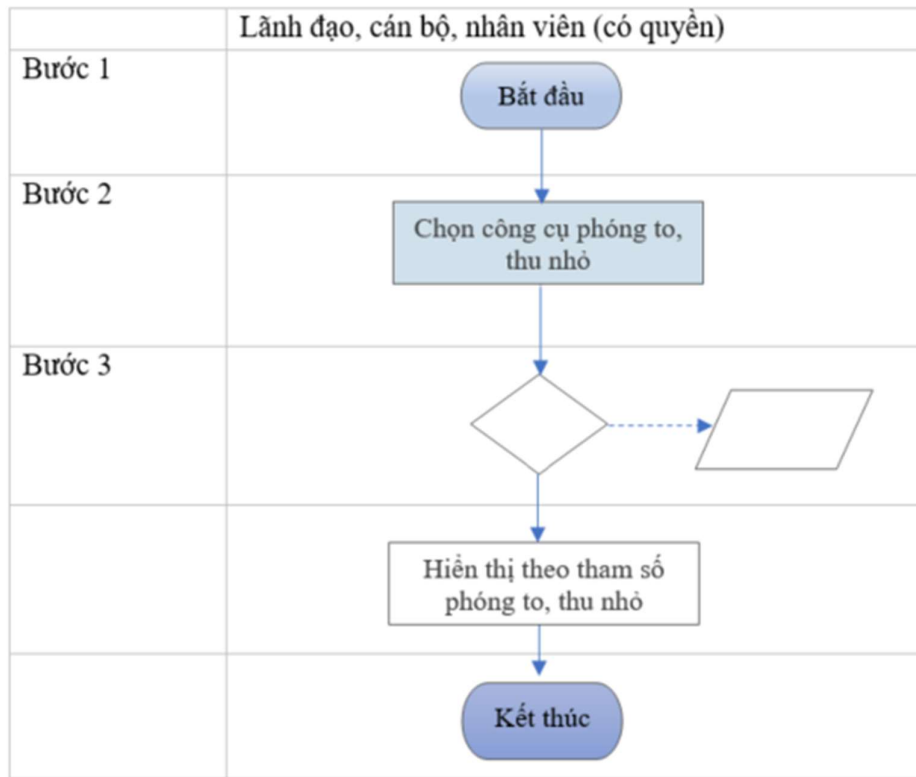 Lãnh đạo, cán bộ, nhân viên (có quyền)
Bước 1
Bắt đầu
Bước 2
Chọn công cụ phóng to,
thu nhỏ
Bước 3
Hiển thị theo tham số
phóng to, thu nhỏ
Kết thúc